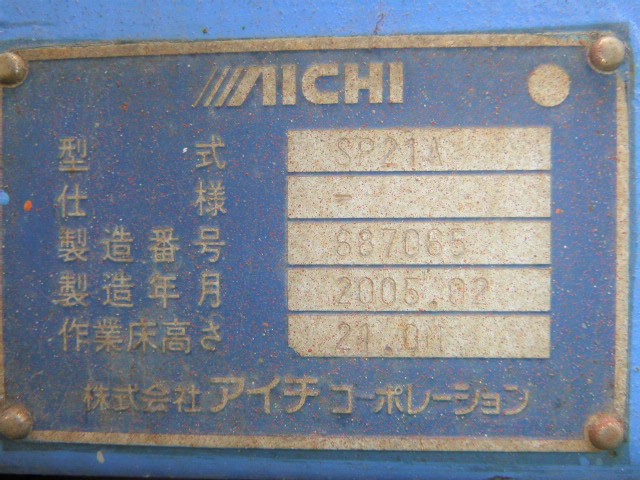 AICHI
型式 SP21A
仕様 -
製造番号 687065
製造年月 2005.02
作業床高さ 21.0M
株式会社 アイチ コーポレーション